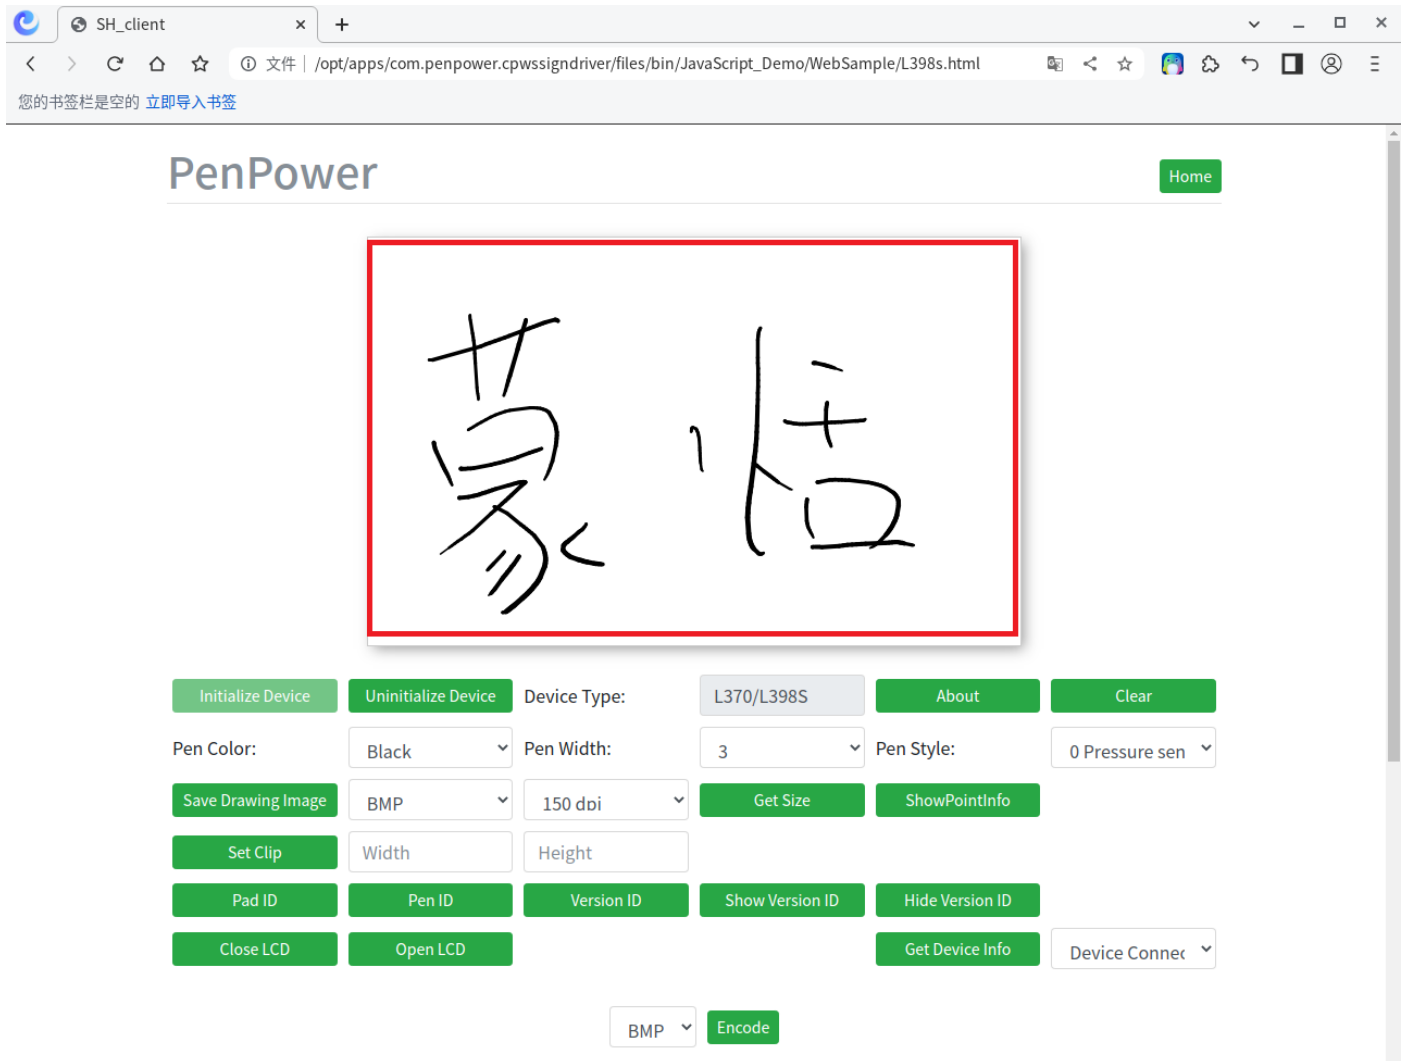 SH_client
文件 /opt/apps/com.penpower.cpwssigndriver/files/bin/JavaScript_Demo/WebSample/L398s.html
您的书签栏是空的 立即导入书签
PenPower
Home
蒙恬
Initialize Device Uninitialize Device Device Type: L370/L398S About Clear
Pen Color: Black Pen Width: 3 Pen Style: 0 Pressure sen
Save Drawing Image BMP 150 dpi Get Size ShowPointInfo
Set Clip Width Height
Pad ID Pen ID Version ID Show Version ID Hide Version ID
Close LCD Open LCD Get Device Info Device Connec
BMP Encode